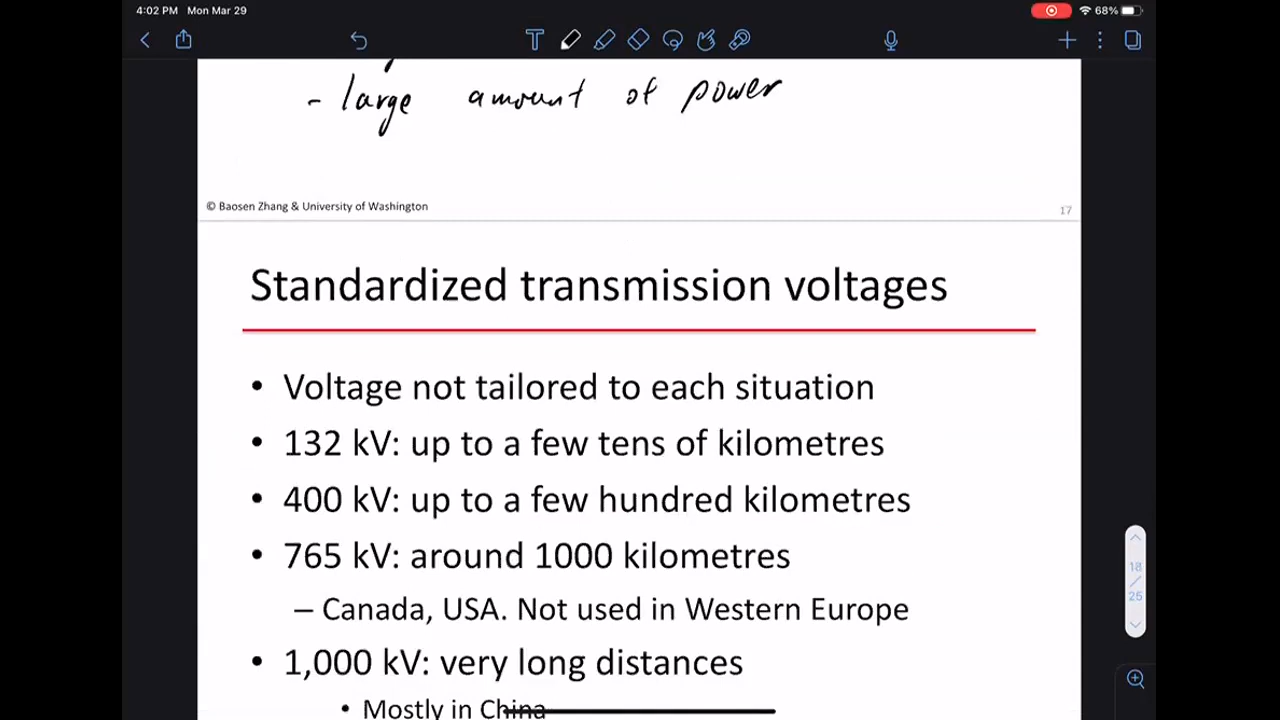 4:02 PM Mon Mar 29
68%
- large amount of power
© Baosen Zhang & University of Washington
17
Standardized transmission voltages
• Voltage not tailored to each situation
• 132 kV: up to a few tens of kilometres
• 400 kV: up to a few hundred kilometres
• 765 kV: around 1000 kilometres
– Canada, USA. Not used in Western Europe
• 1,000 kV: very long distances
• Mostly in China
18
/
25